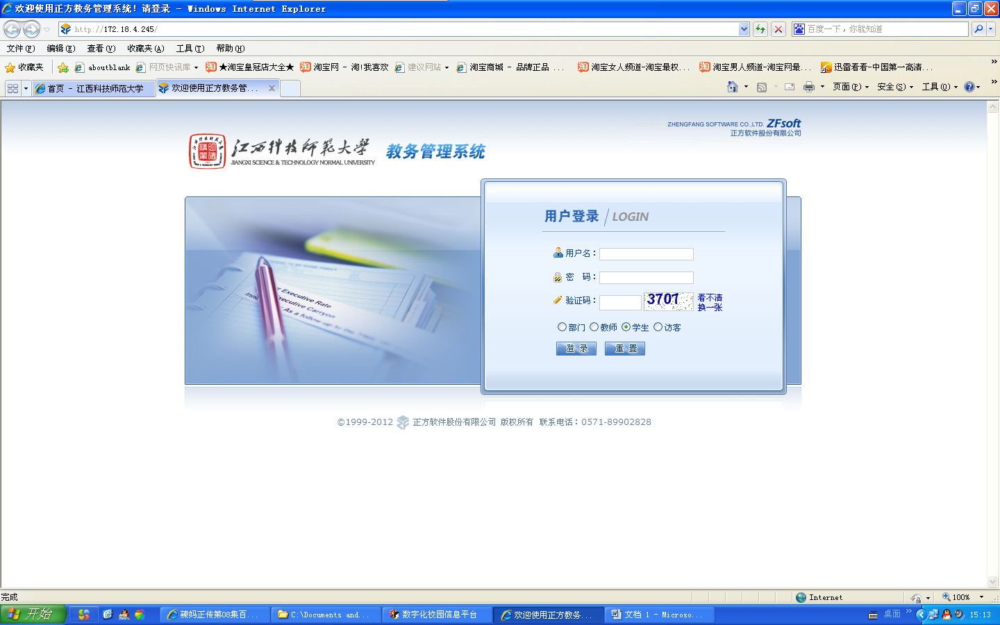 欢迎使用正方教务管理系统! 请登录 - Windows Internet Explorer
http://172.18.4.245/
百度一下，你就知道
文件(F) 编辑(E) 查看(V) 收藏夹(A) 工具(T) 帮助(H)
收藏夹 aboutblank 网页快讯库 ★淘宝皇冠店大全★ 淘宝网 - 淘!我喜欢 建议网站 淘宝商城 - 品牌正品 ... 淘宝女人频道-淘宝最权... 淘宝男人频道-淘宝网最... 迅雷看看-中国第一高清... »
首页 - 江西科技师范大学 欢迎使用正方教务管... 页面(P) 安全(S) 工具(O) »
ZHENGFANG SOFTWARE CO.,LTD. ZFsoft
正方软件股份有限公司
江西科技师范大学 教务管理系统
JIANGXI SCIENCE & TECHNOLOGY NORMAL UNIVERSITY
用户登录 / LOGIN
用户名：
密 码：
验证码： 3707 看不清
换一张
部门 教师 学生 访客
登 录 重 置
Executive Rate
Executive Carryon
As a follow up to the
©1999-2012 正方软件股份有限公司 版权所有 联系电话：0571-89902828
完成 Internet 100%
开始 辣妈正传第08集百... C:\Documents and... 数字化校园信息平台 欢迎使用正方教务... 文档 1 - Microso... 桌面 » 15:13